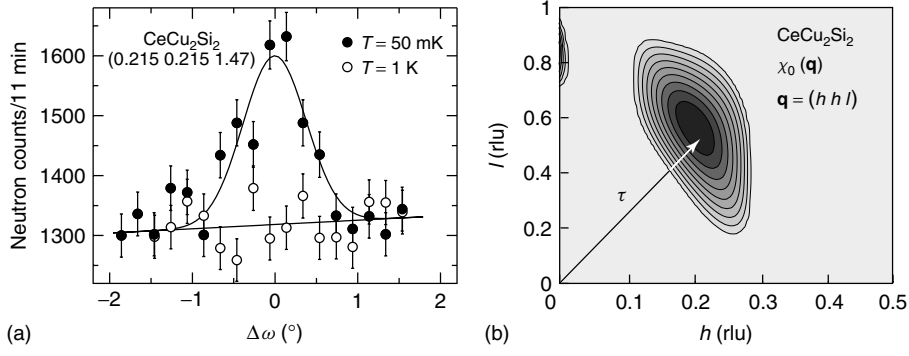 1600
1500
1400
1300
Neutron counts/11 min
CeCu₂Si₂
(0.215 0.215 1.47)
T = 50 mK
T = 1 K
−2 −1 0 1 2
Δω (°)
(a)
1
0.8
0.6
0.4
0.2
0
l (rlu)
CeCu₂Si₂
χ₀ (q)
q = (h h l)
τ
0 0.1 0.2 0.3 0.5
h (rlu)
(b)